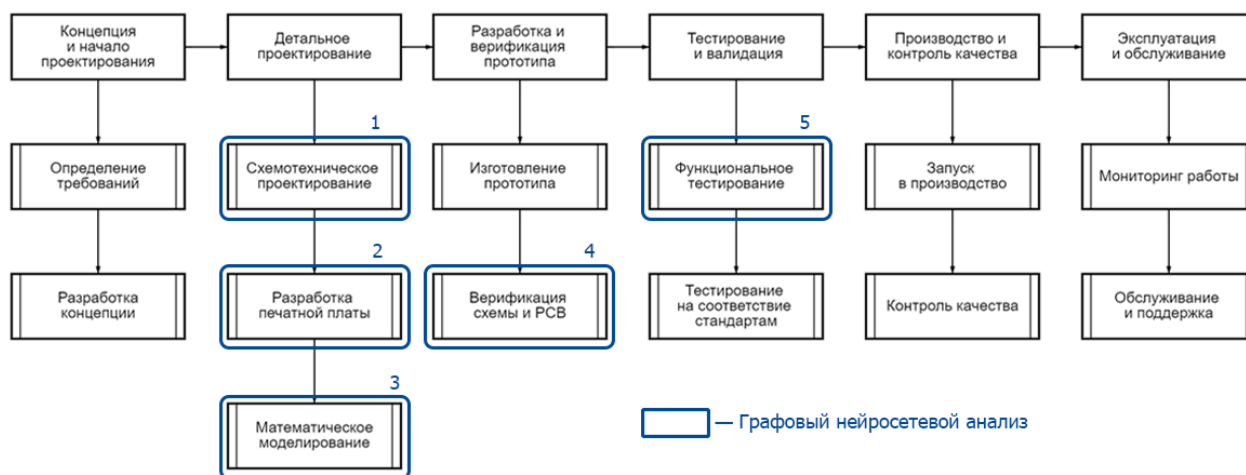 Концепция
и начало
проектирования
Детальное
проектирование
Разработка и
верификация
прототипа
Тестирование
и валидация
Производство и
контроль качества
Эксплуатация
и обслуживание
1
5
Определение
требований
Схемотехническое
проектирование
Изготовление
прототипа
Функциональное
тестирование
Запуск
в производство
Мониторинг работы
2
4
Разработка
концепции
Разработка
печатной платы
Верификация
схемы и PCB
Тестирование
на соответствие
стандартам
Контроль качества
Обслуживание
и поддержка
3
Математическое
моделирование
— Графовый нейросетевой анализ